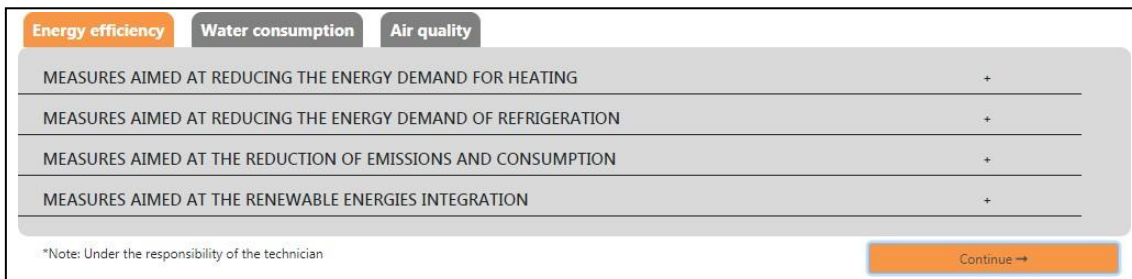 Energy efficiency Water consumption Air quality
MEASURES AIMED AT REDUCING THE ENERGY DEMAND FOR HEATING +
MEASURES AIMED AT REDUCING THE ENERGY DEMAND OF REFRIGERATION +
MEASURES AIMED AT THE REDUCTION OF EMISSIONS AND CONSUMPTION +
MEASURES AIMED AT THE RENEWABLE ENERGIES INTEGRATION +
*Note: Under the responsibility of the technician Continue →